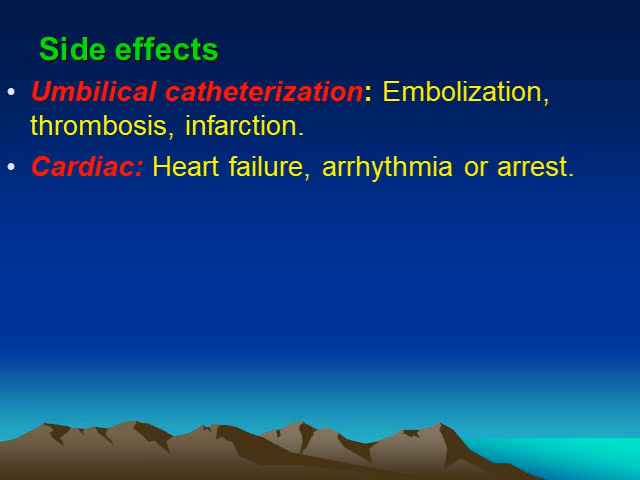 Side effects
• Umbilical catheterization: Embolization,
thrombosis, infarction.
• Cardiac: Heart failure, arrhythmia or arrest.